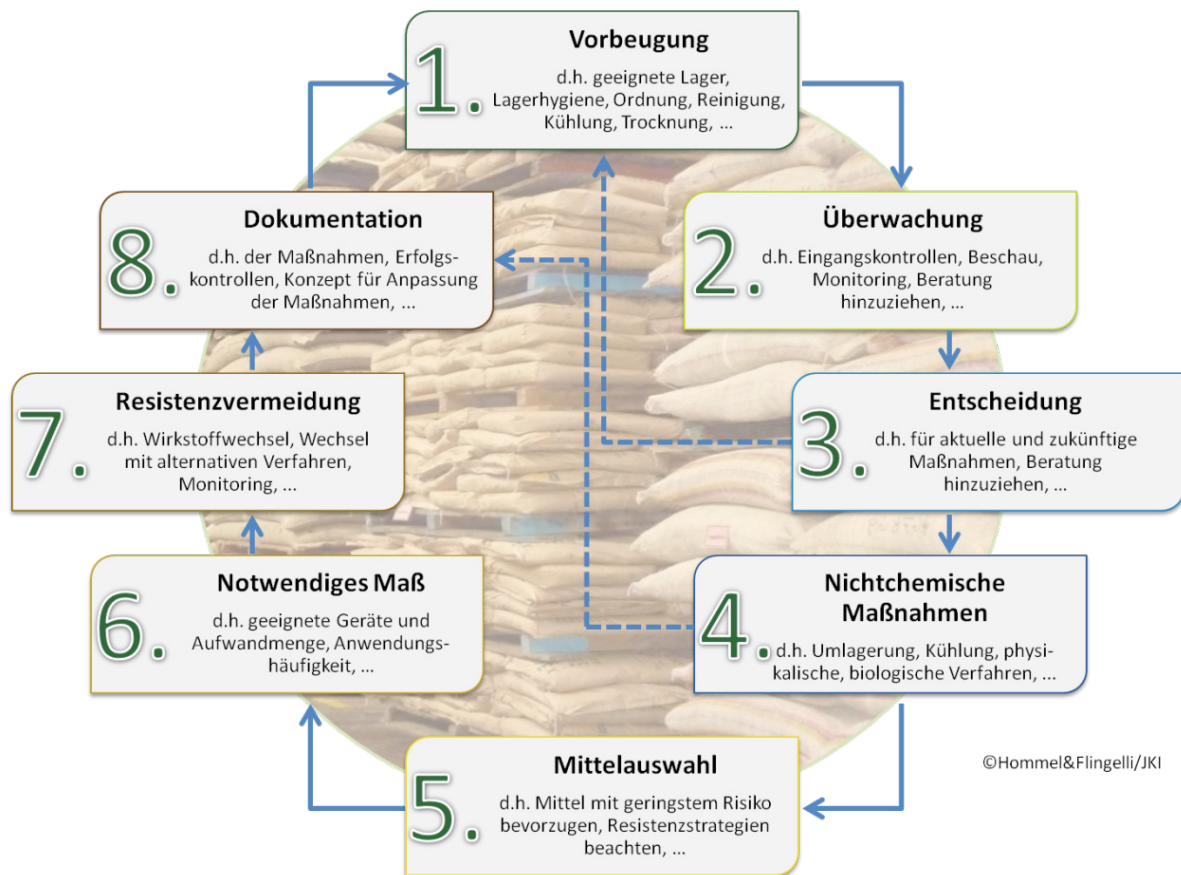 1.
Vorbeugung
d.h. geeignete Lager,
Lagerhygiene, Ordnung, Reinigung,
Kühlung, Trocknung, ...
2.
Überwachung
d.h. Eingangskontrollen, Beschau,
Monitoring, Beratung
hinzuziehen, ...
3.
Entscheidung
d.h. für aktuelle und zukünftige
Maßnahmen, Beratung
hinzuziehen, ...
4.
Nichtchemische
Maßnahmen
d.h. Umlagerung, Kühlung, physi-
kalische, biologische Verfahren, ...
5.
Mittelauswahl
d.h. Mittel mit geringstem Risiko
bevorzugen, Resistenzstrategien
beachten, ...
6.
Notwendiges Maß
d.h. geeignete Geräte und
Aufwandmenge, Anwendungs-
häufigkeit, ...
7.
Resistenzvermeidung
d.h. Wirkstoffwechsel, Wechsel
mit alternativen Verfahren,
Monitoring, ...
8.
Dokumentation
d.h. der Maßnahmen, Erfolgs-
kontrollen, Konzept für Anpassung
der Maßnahmen, ...
©Hommel&Flingelli/JKI